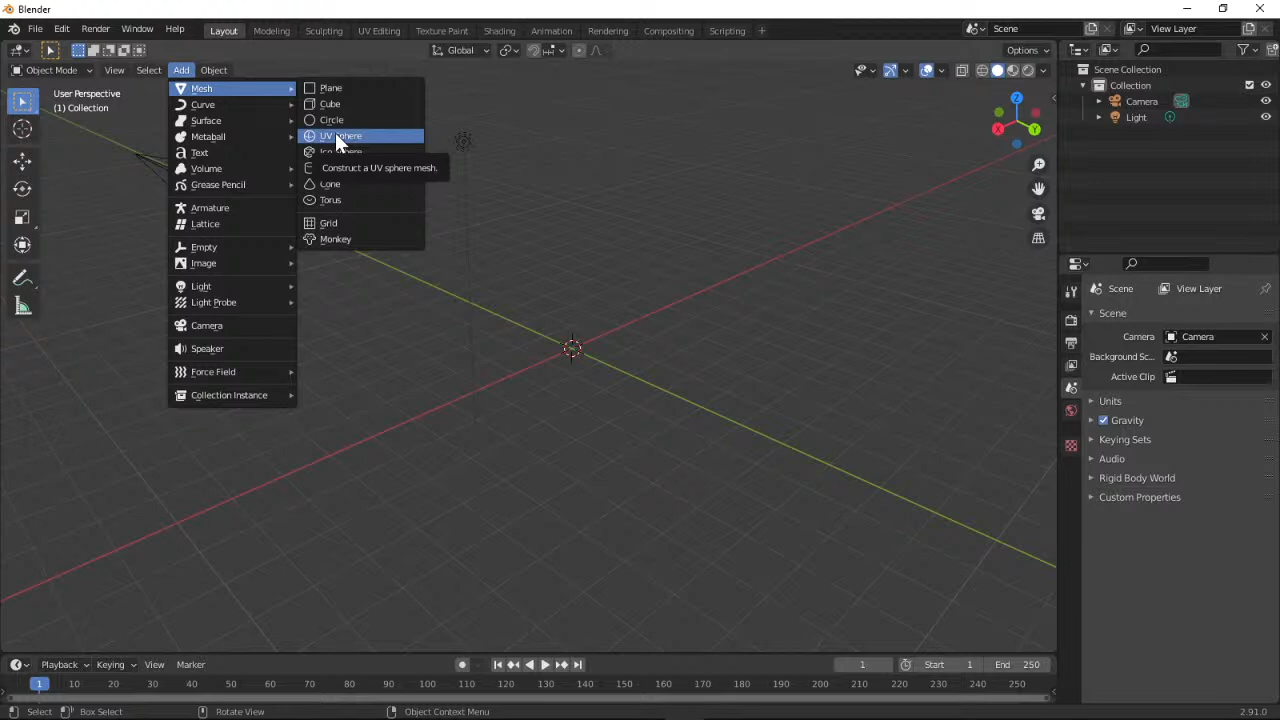 Blender
File Edit Render Window Help Layout Modeling Sculpting UV Editing Texture Paint Shading Animation Rendering Compositing Scripting + Scene View Layer
Global Options
Object Mode View Select Add Object
User Perspective
(1) Collection
Mesh
Curve
Surface
Metaball
Text
Volume
Grease Pencil
Armature
Lattice
Empty
Image
Light
Light Probe
Camera
Speaker
Force Field
Collection Instance
Plane
Cube
Circle
UV Sphere
Ico Sphere
Construct a UV sphere mesh.
Cone
Torus
Grid
Monkey
Z
X
Y
Scene Collection
Collection
Camera
Light
Scene View Layer
Scene
Camera Camera
Background Sc...
Active Clip
Units
Gravity
Keying Sets
Audio
Rigid Body World
Custom Properties
Playback Keying View Marker 1 Start 1 End 250
1 10 20 30 40 50 60 70 80 90 100 110 120 130 140 150 160 170 180 190 200 210 220 230 240 250
Select Box Select Rotate View Object Context Menu 2.91.0